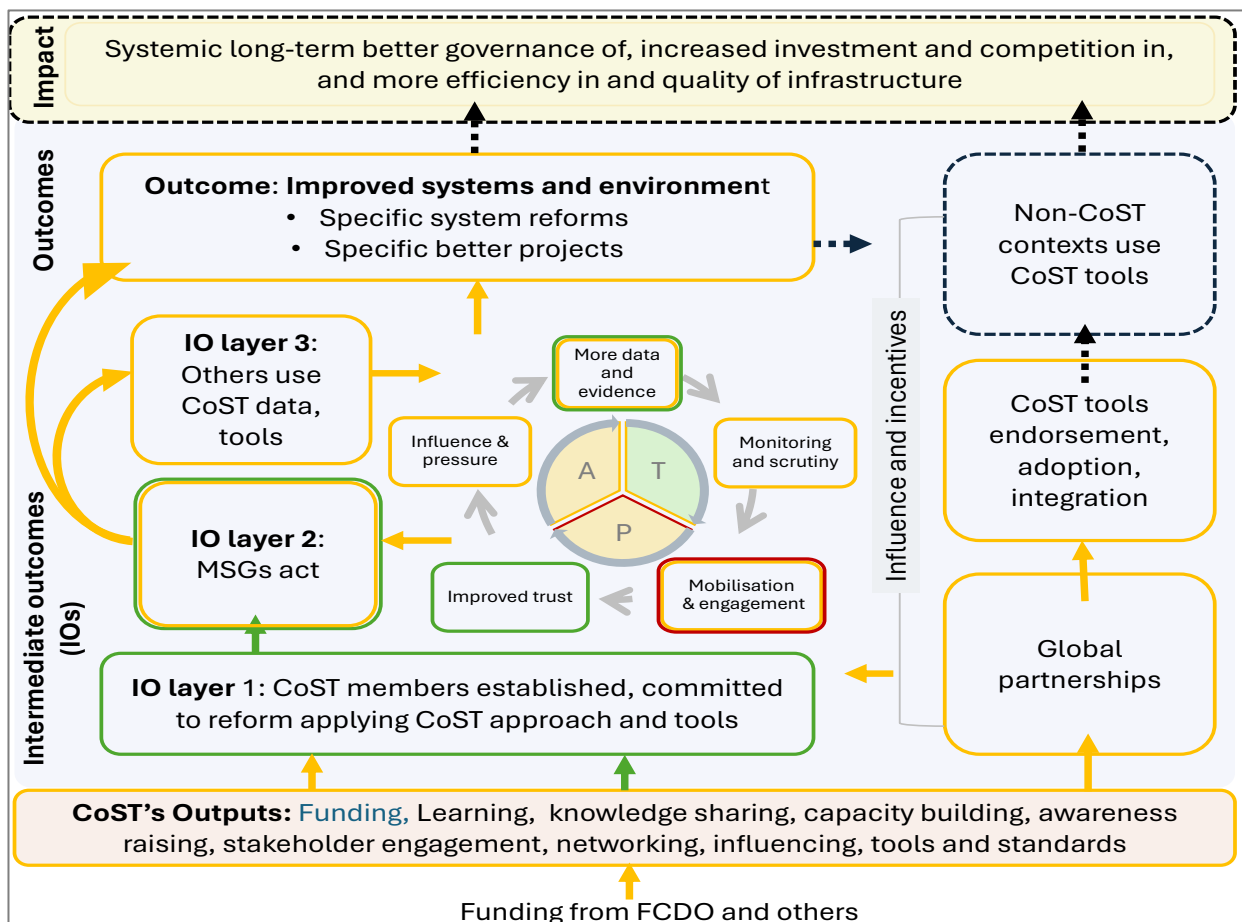 Impact
Systemic long-term better governance of, increased investment and competition in,
and more efficiency in and quality of infrastructure
Outcomes
Outcome: Improved systems and environment
• Specific system reforms
• Specific better projects
Non-CoST
contexts use
CoST tools
Influence and incentives
Intermediate outcomes
(IOs)
IO layer 3:
Others use
CoST data,
tools
More data
and
evidence
Influence &
pressure
Monitoring
and scrutiny
A
T
P
CoST tools
endorsement,
adoption,
integration
IO layer 2:
MSGs act
Improved trust
Mobilisation
& engagement
Global
partnerships
IO layer 1: CoST members established, committed
to reform applying CoST approach and tools
CoST's Outputs: Funding, Learning, knowledge sharing, capacity building, awareness
raising, stakeholder engagement, networking, influencing, tools and standards
Funding from FCDO and others